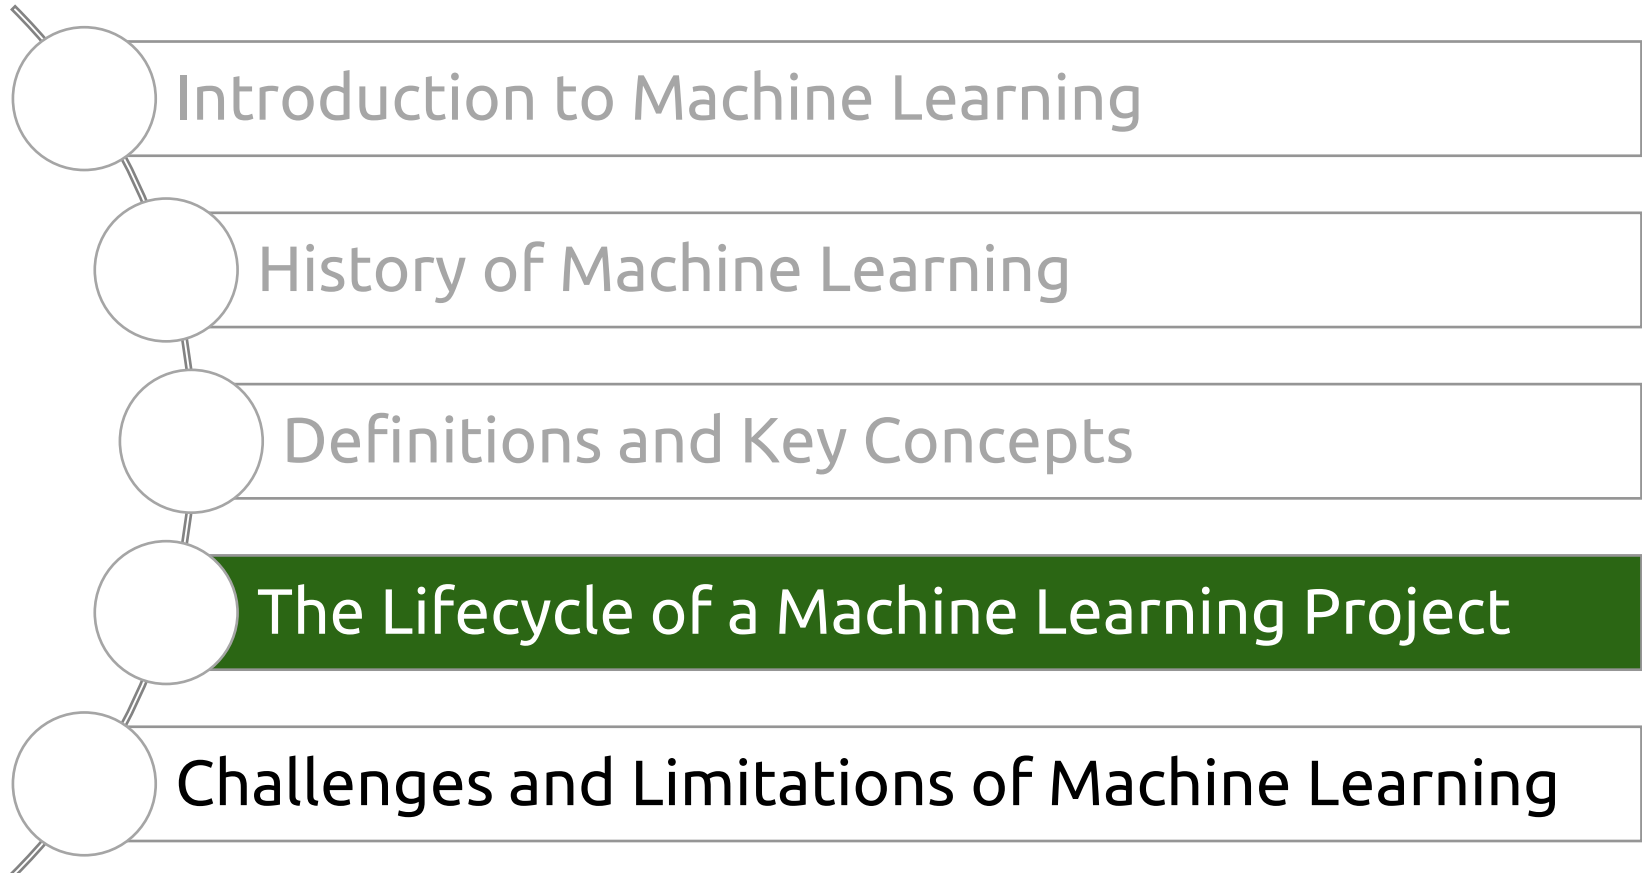 Introduction to Machine Learning
History of Machine Learning
Definitions and Key Concepts
The Lifecycle of a Machine Learning Project
Challenges and Limitations of Machine Learning